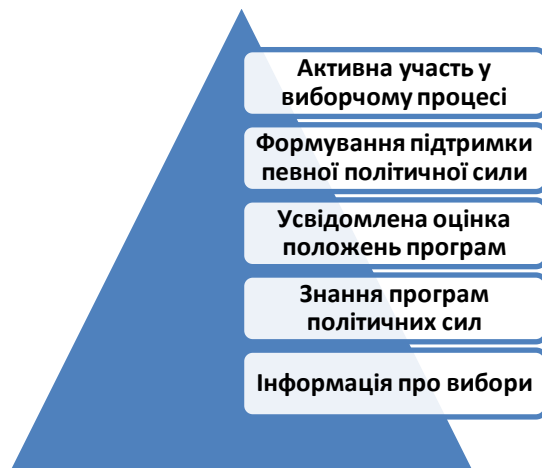 Активна участь у
виборчому процесі
Формування підтримки
певної політичної сили
Усвідомлена оцінка
положень програм
Знання програм
політичних сил
Інформація про вибори